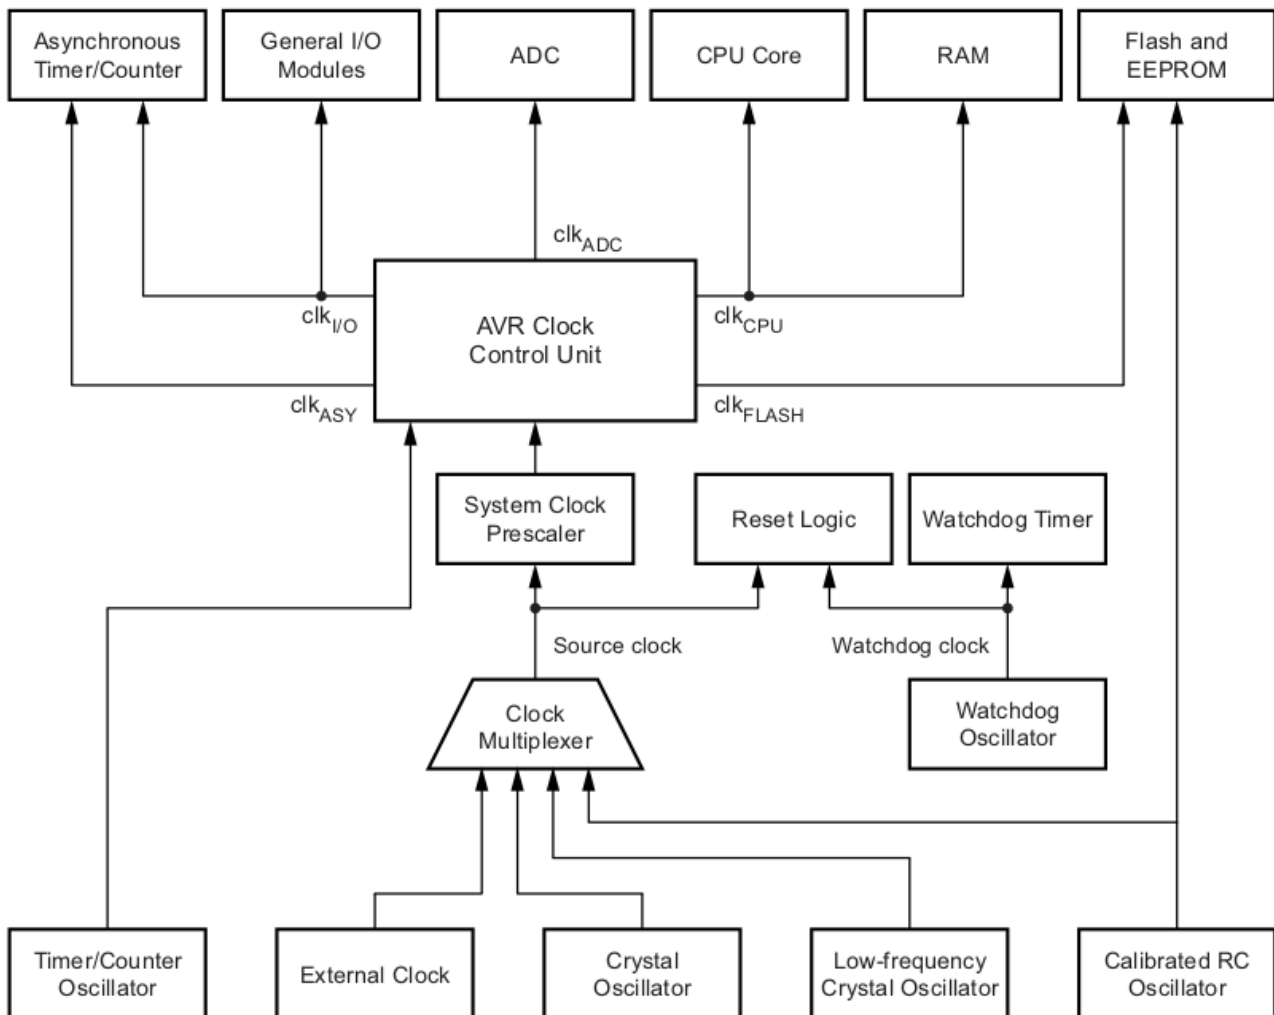 Asynchronous
Timer/Counter
General I/O
Modules
ADC
CPU Core
RAM
Flash and
EEPROM
clkADC
clkI/O
AVR Clock
Control Unit
clkCPU
clkASY
clkFLASH
System Clock
Prescaler
Reset Logic
Watchdog Timer
Source clock
Watchdog clock
Clock
Multiplexer
Watchdog
Oscillator
Timer/Counter
Oscillator
External Clock
Crystal
Oscillator
Low-frequency
Crystal Oscillator
Calibrated RC
Oscillator